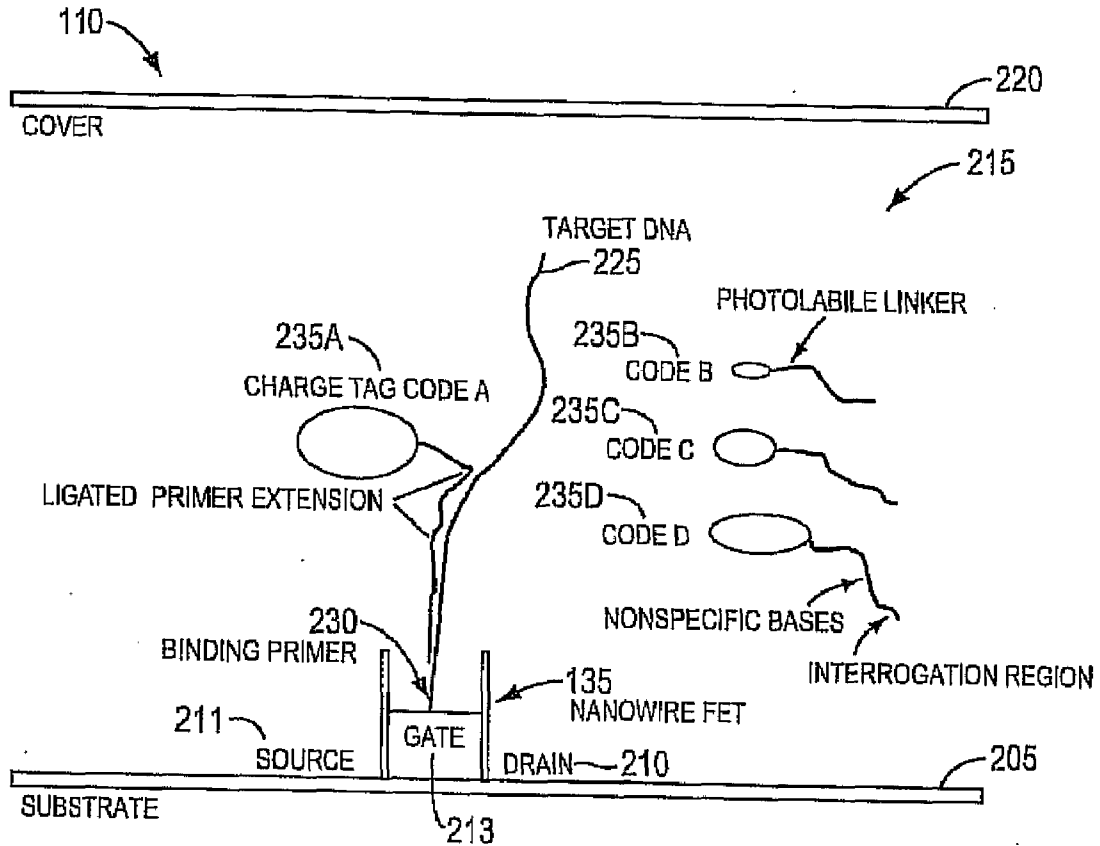 110
220
COVER
215
TARGET DNA
225
PHOTOLABILE LINKER
235A
235B
CHARGE TAG CODE A
CODE B
235C
CODE C
LIGATED PRIMER EXTENSION
235D
CODE D
NONSPECIFIC BASES
230
BINDING PRIMER
INTERROGATION REGION
135
NANOWIRE FET
211
SOURCE
GATE
DRAIN
210
205
SUBSTRATE
213